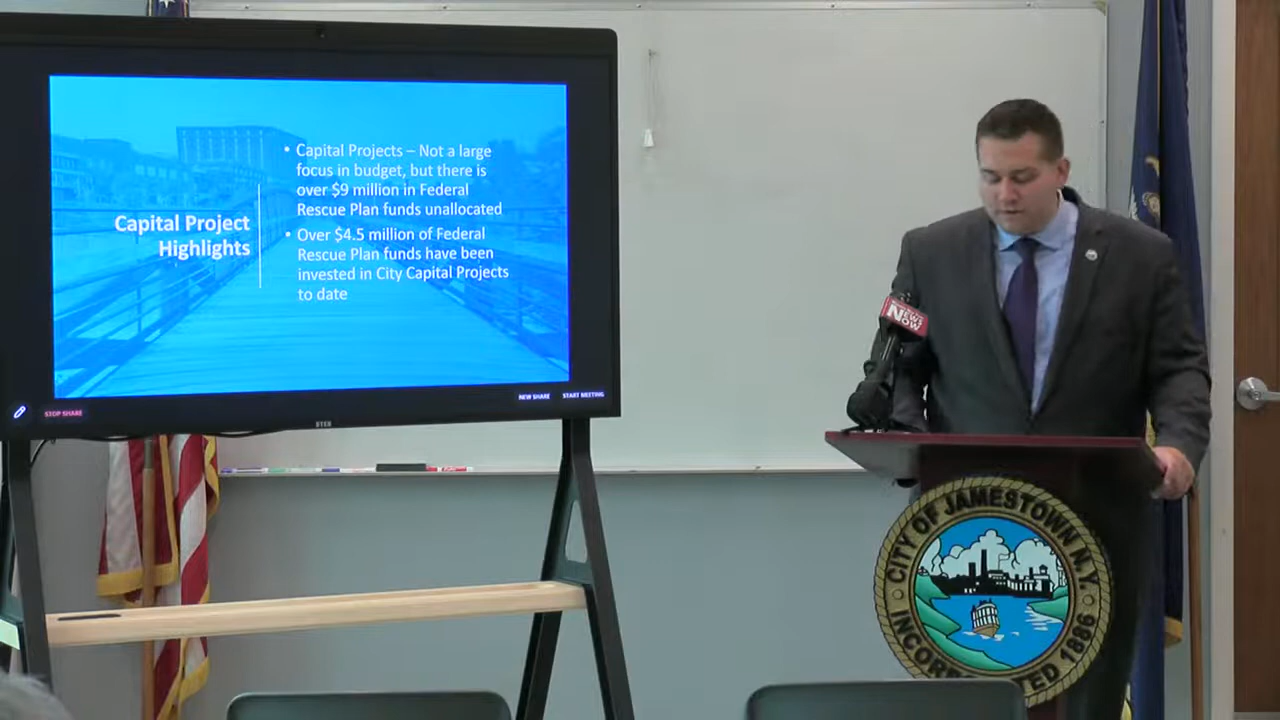 Capital Project
Highlights
• Capital Projects – Not a large
focus in budget, but there is
over $9 million in Federal
Rescue Plan funds unallocated
• Over $4.5 million of Federal
Rescue Plan funds have been
invested in City Capital Projects
to date
STOP SHARE
NEW SHARE
START MEETING
NEWS
NOW
CITY OF JAMESTOWN N.Y.
1886